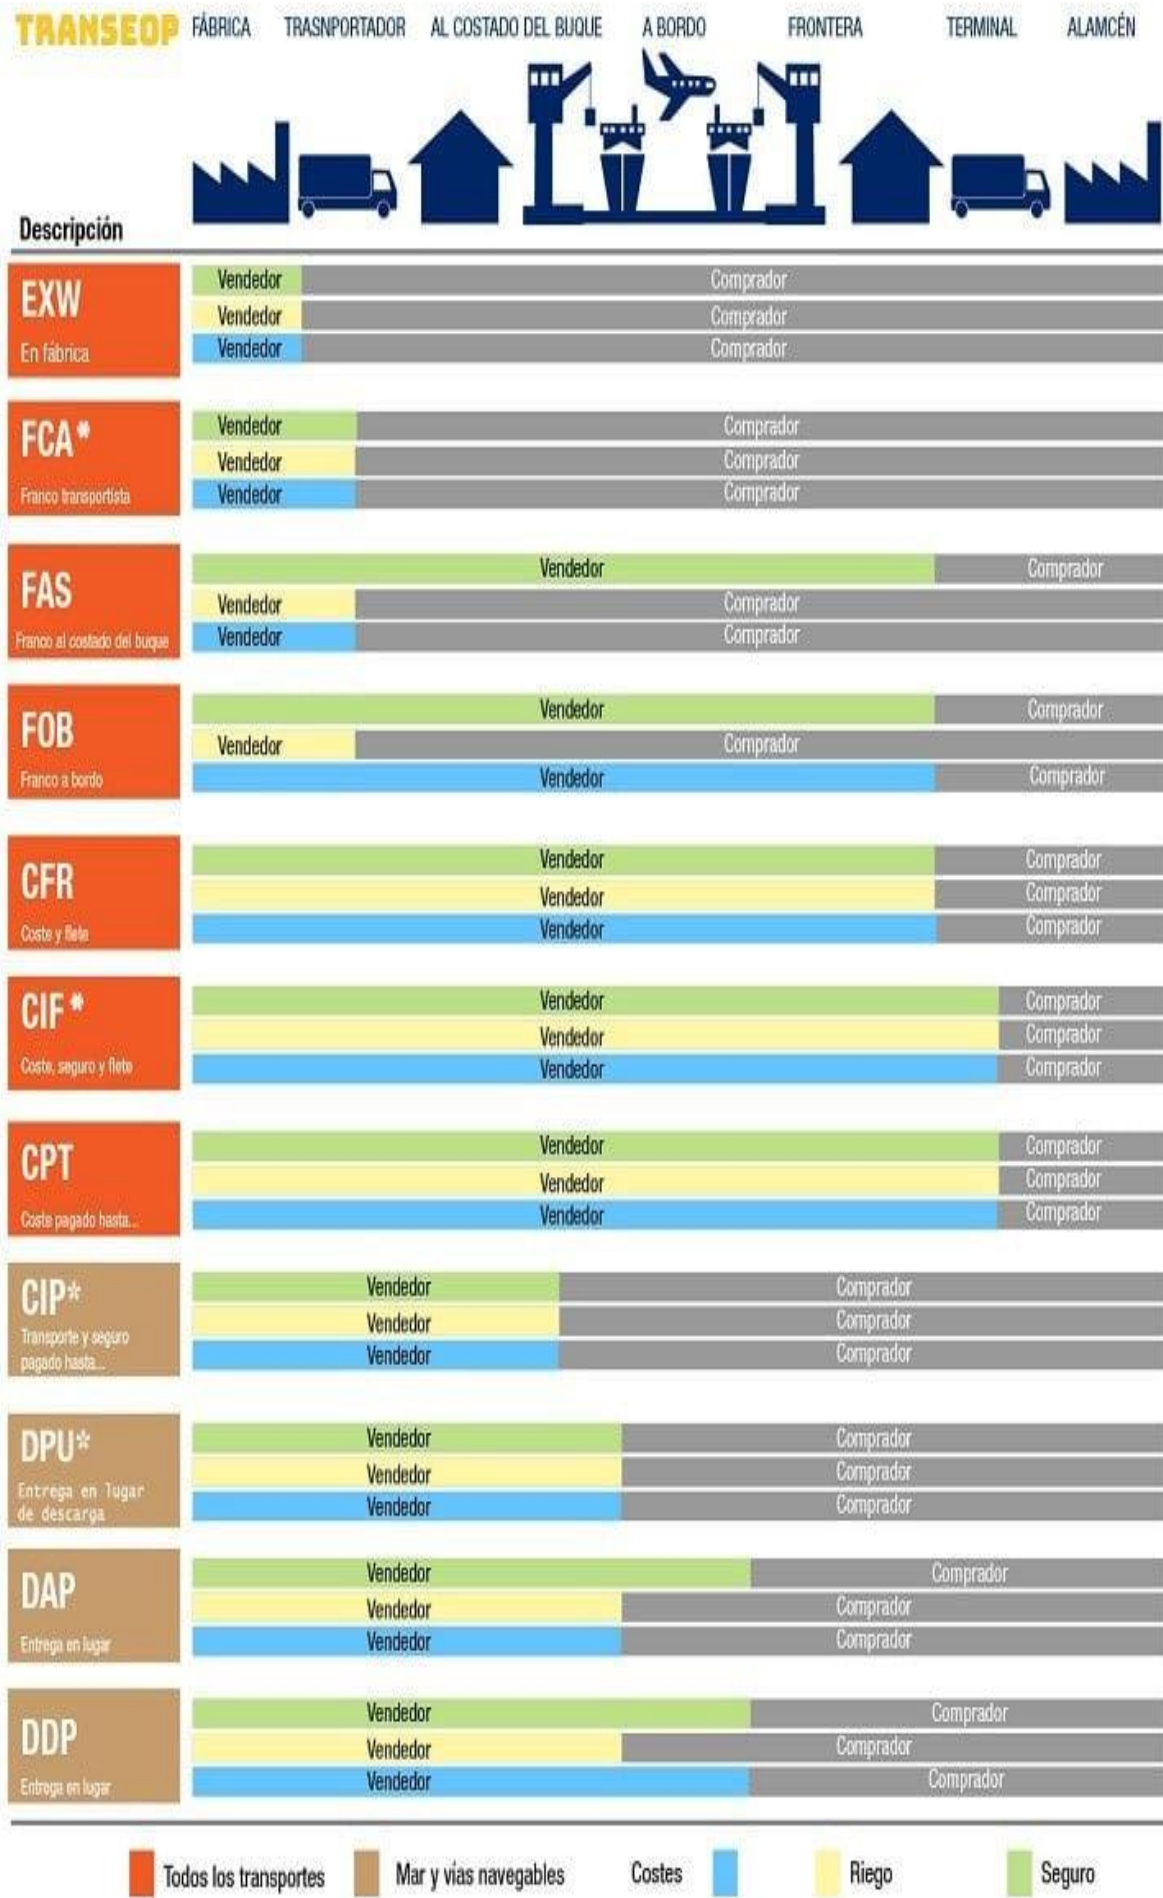 TRANSEOP FÁBRICA TRASNPORTADOR AL COSTADO DEL BUQUE A BORDO FRONTERA TERMINAL ALAMCÉN
Descripción
EXW
En fábrica
Vendedor Comprador
Vendedor Comprador
Vendedor Comprador
FCA*
Franco transportista
Vendedor Comprador
Vendedor Comprador
Vendedor Comprador
FAS
Franco al costado del buque
Vendedor Comprador
Vendedor Comprador
Vendedor Comprador
FOB
Franco a bordo
Vendedor Comprador
Vendedor Comprador
Vendedor Comprador
CFR
Coste y flete
Vendedor Comprador
Vendedor Comprador
Vendedor Comprador
CIF*
Coste, seguro y flete
Vendedor Comprador
Vendedor Comprador
Vendedor Comprador
CPT
Coste pagado hasta...
Vendedor Comprador
Vendedor Comprador
Vendedor Comprador
CIP*
Transporte y seguro
pagado hasta...
Vendedor Comprador
Vendedor Comprador
Vendedor Comprador
DPU*
Entrega en lugar
de descarga
Vendedor Comprador
Vendedor Comprador
Vendedor Comprador
DAP
Entrega en lugar
Vendedor Comprador
Vendedor Comprador
Vendedor Comprador
DDP
Entrega en lugar
Vendedor Comprador
Vendedor Comprador
Vendedor Comprador
Todos los transportes Mar y vías navegables Costes Riego Seguro